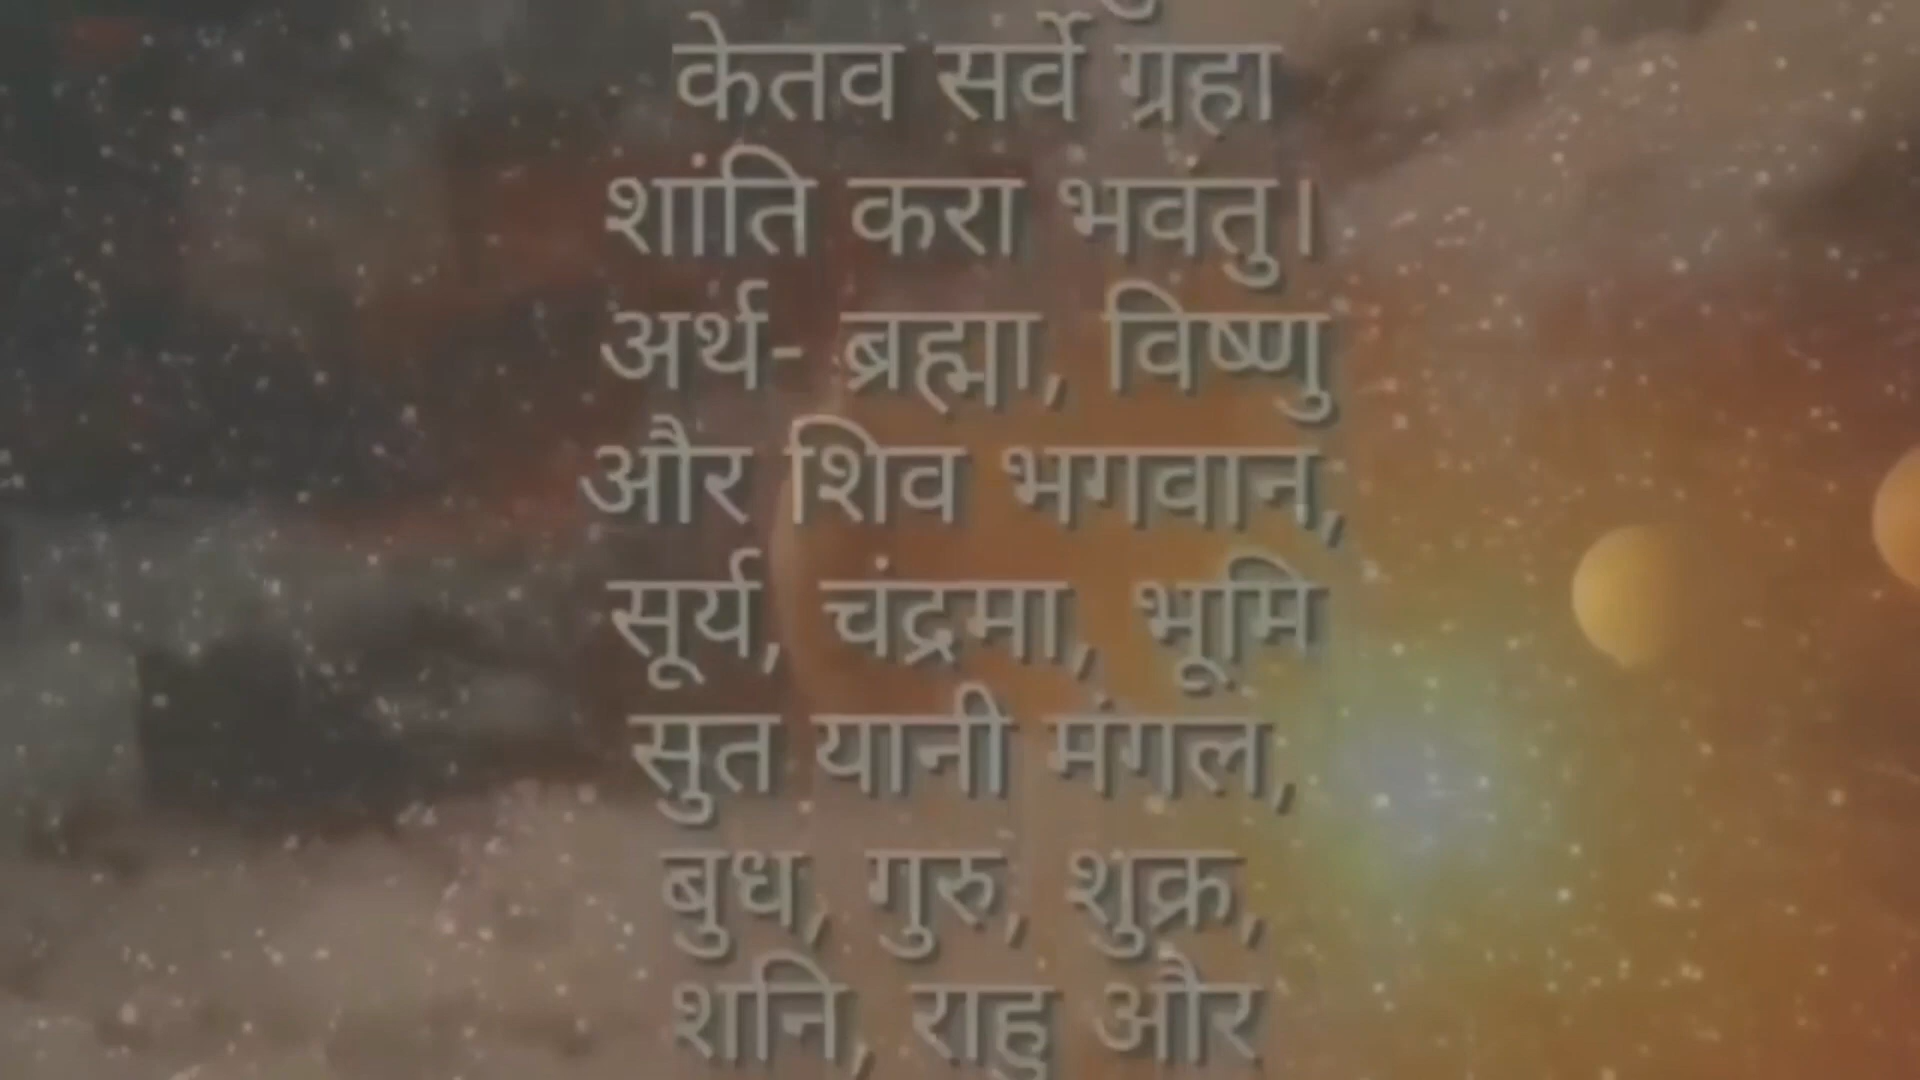 केतव सर्वे ग्रहा
शांति करा भवंतु।
अर्थ- ब्रह्मा, विष्णु
और शिव भगवान,
सूर्य, चंद्रमा, भूमि
सुत यानी मंगल,
बुध, गुरु, शुक्र,
शनि, राहु और